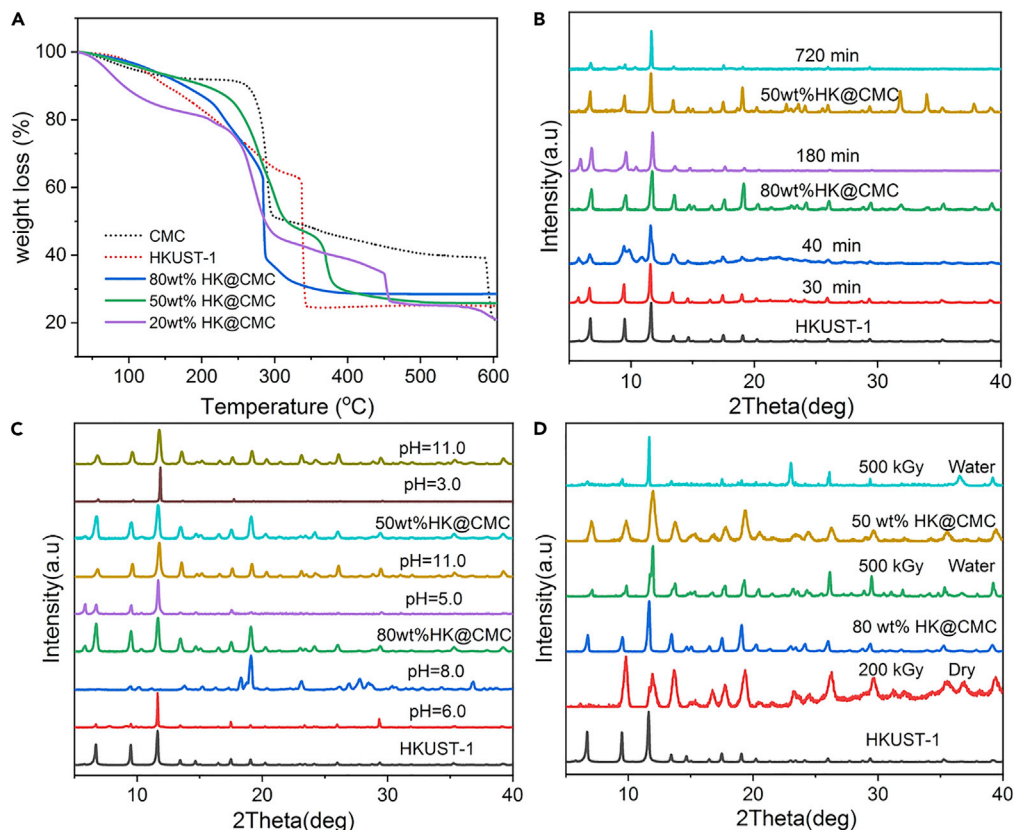 A
weight loss (%)
100
80
60
40
20
CMC
HKUST-1
80wt% HK@CMC
50wt% HK@CMC
20wt% HK@CMC
100 200 300 400 500 600
Temperature (°C)
B
Intensity(a.u)
720 min
50wt%HK@CMC
180 min
80wt%HK@CMC
40 min
30 min
HKUST-1
10 20 30 40
2Theta(deg)
C
Intensity(a.u)
pH=11.0
pH=3.0
50wt%HK@CMC
pH=11.0
pH=5.0
80wt%HK@CMC
pH=8.0
pH=6.0
HKUST-1
10 20 30 40
2Theta(deg)
D
Intensity(a.u)
500 kGy Water
50 wt% HK@CMC
500 kGy Water
80 wt% HK@CMC
200 kGy Dry
HKUST-1
10 20 30 40
2Theta(deg)